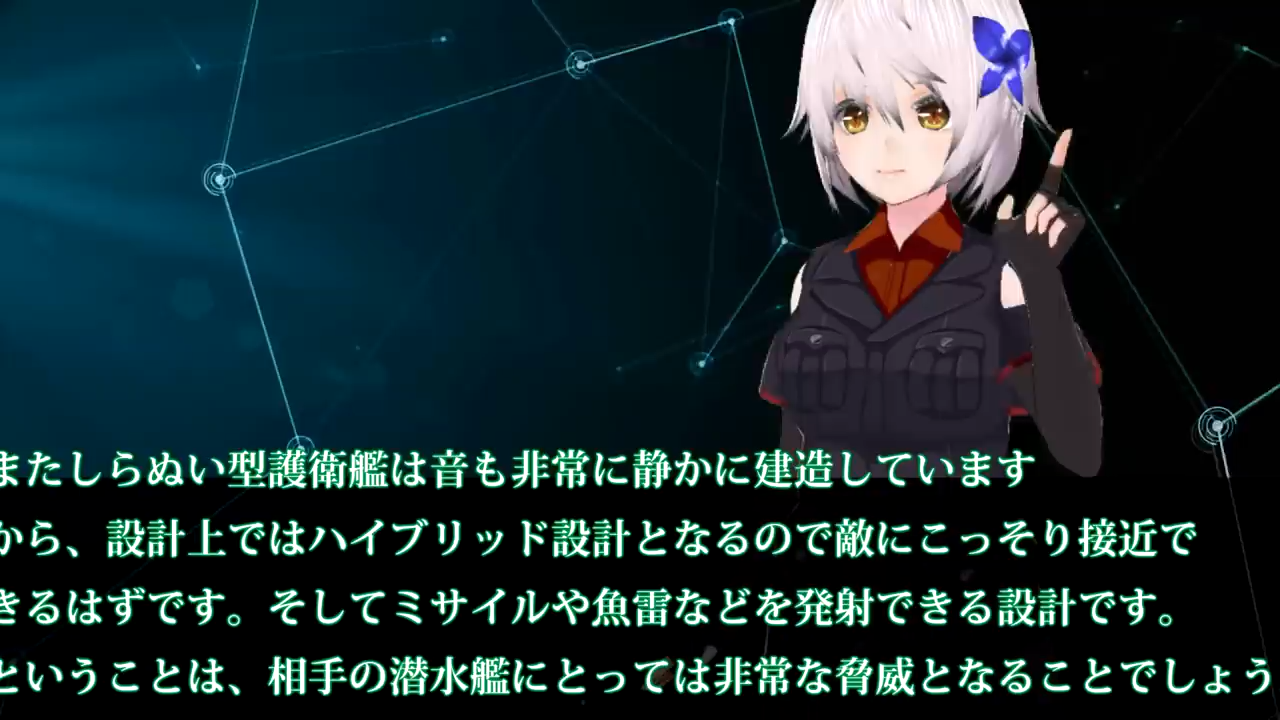 またしらぬい型護衛艦は音も非常に静かに建造しています
から、設計上ではハイブリッド設計となるので敵にこっそり接近で
きるはずです。そしてミサイルや魚雷などを発射できる設計です。
ということは、相手の潜水艦にとっては非常な脅威となることでしょう